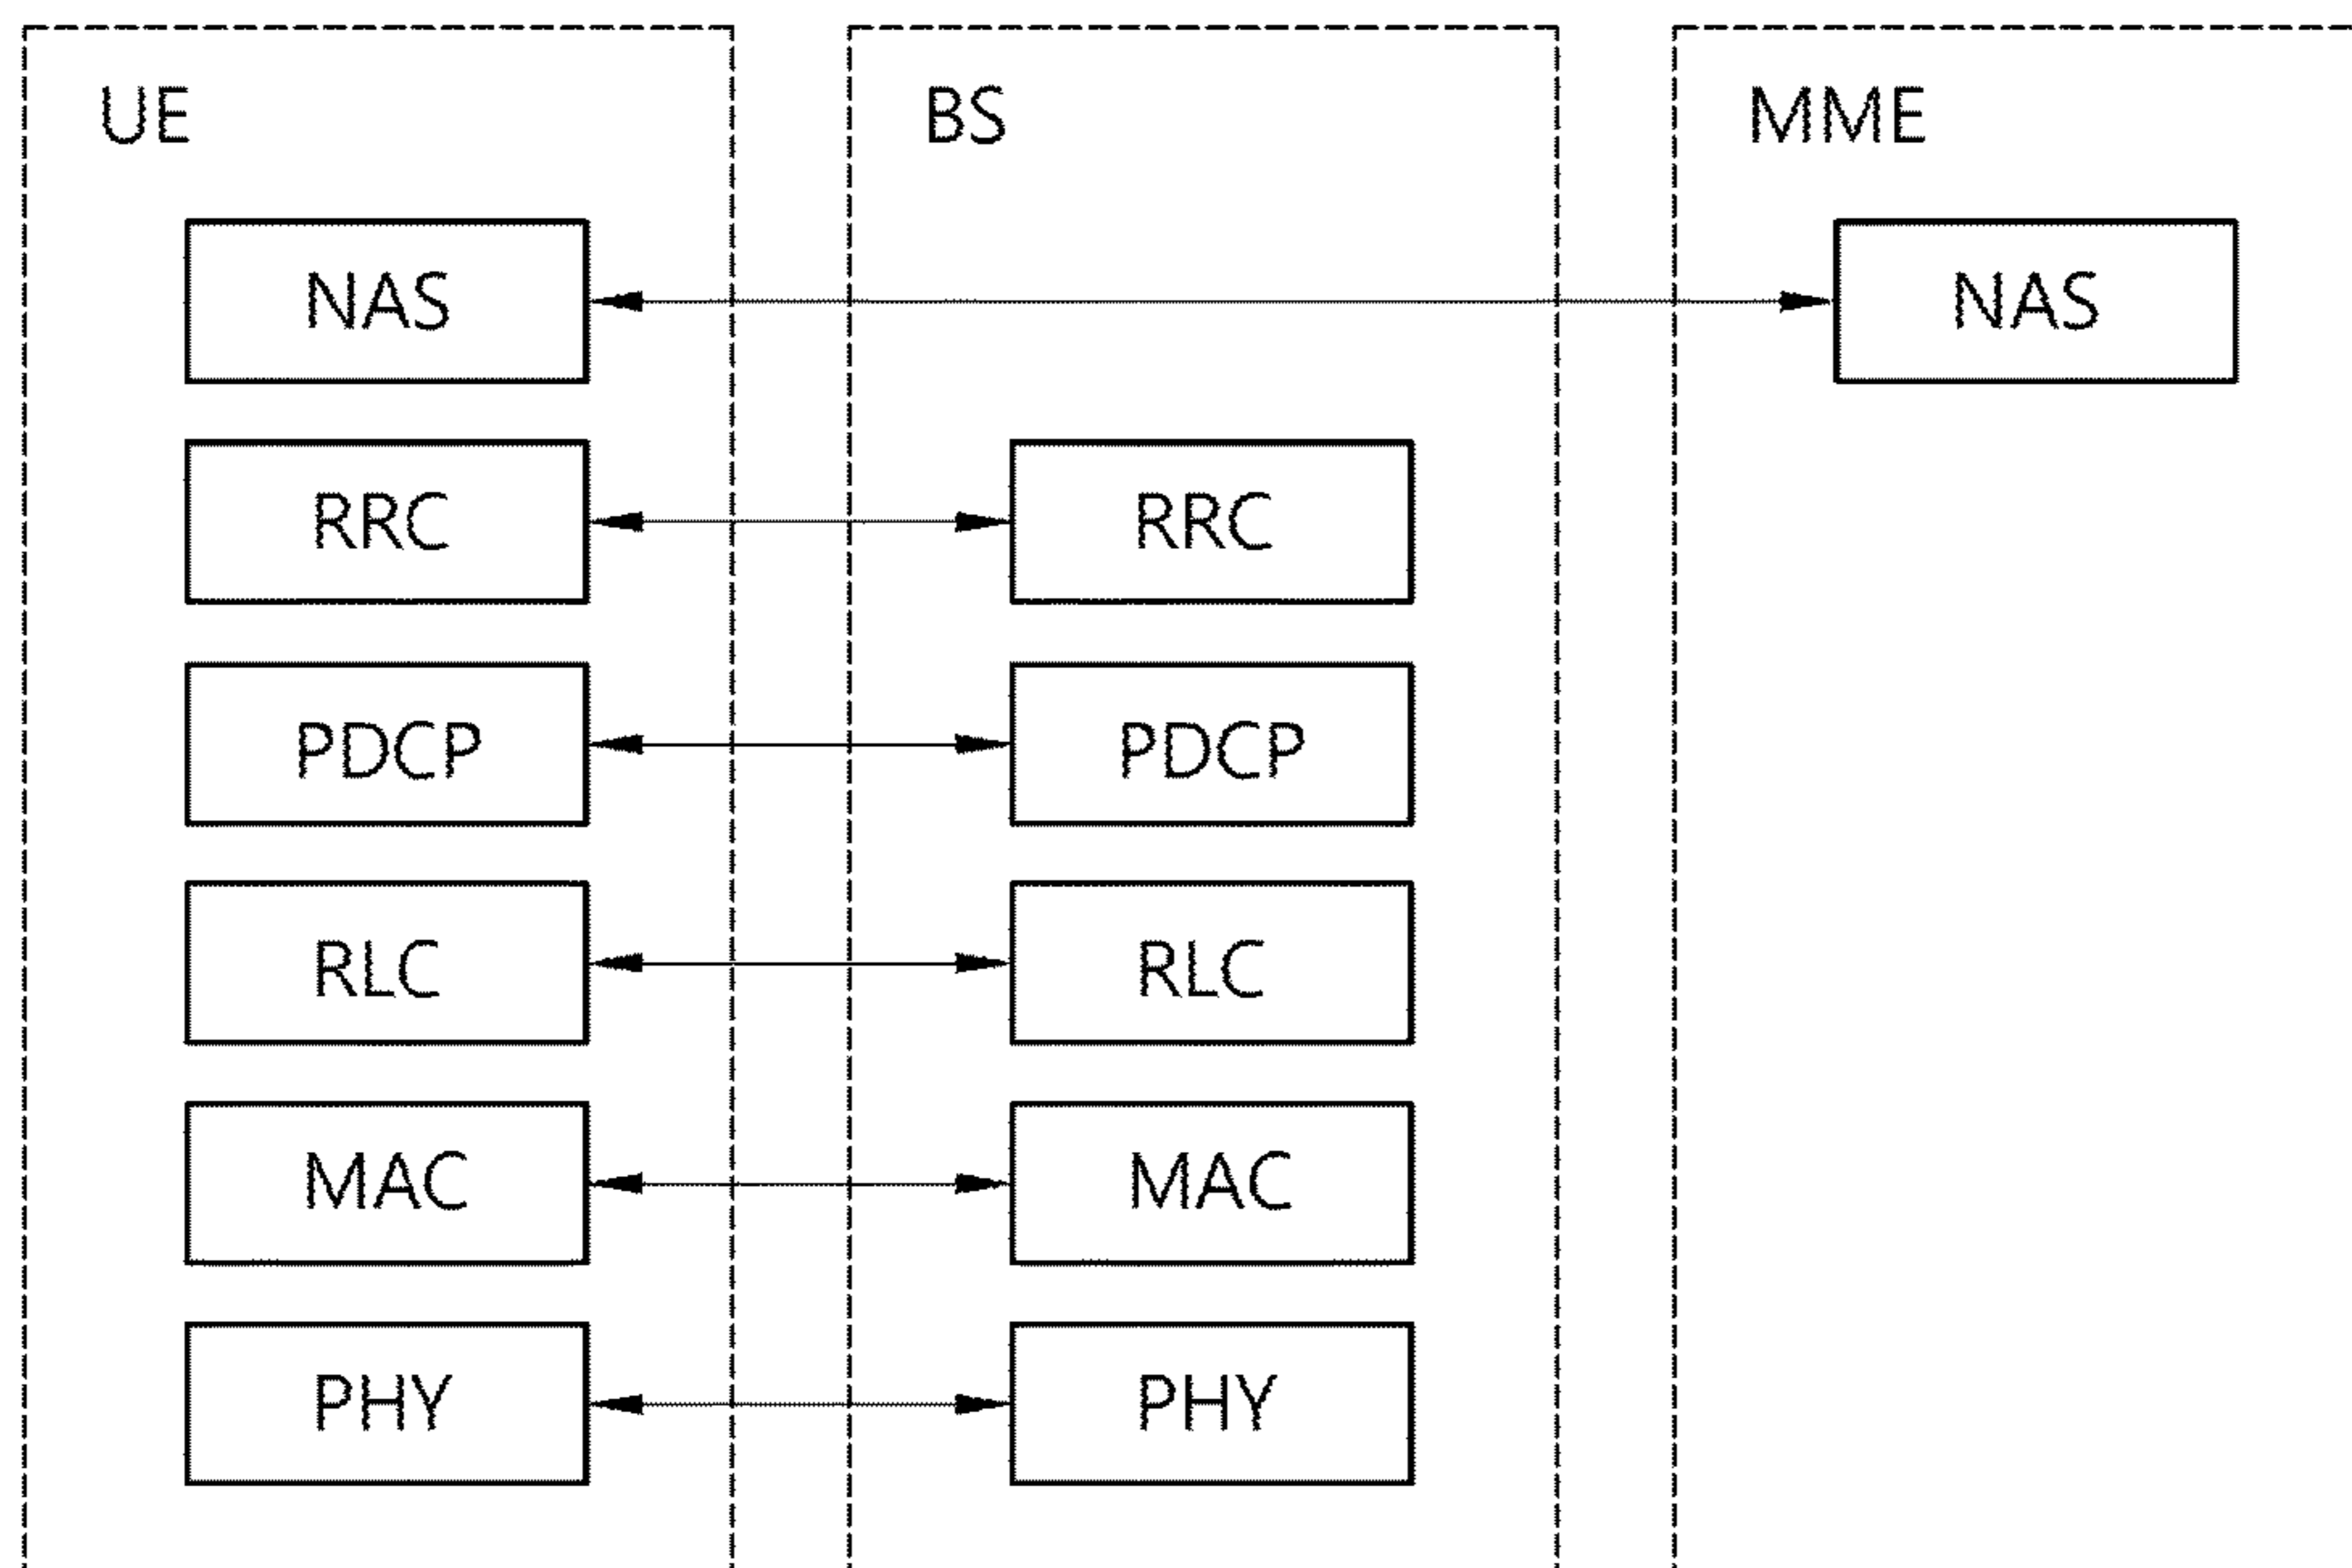 UE BS MME
NAS NAS
RRC RRC
PDCP PDCP
RLC RLC
MAC MAC
PHY PHY